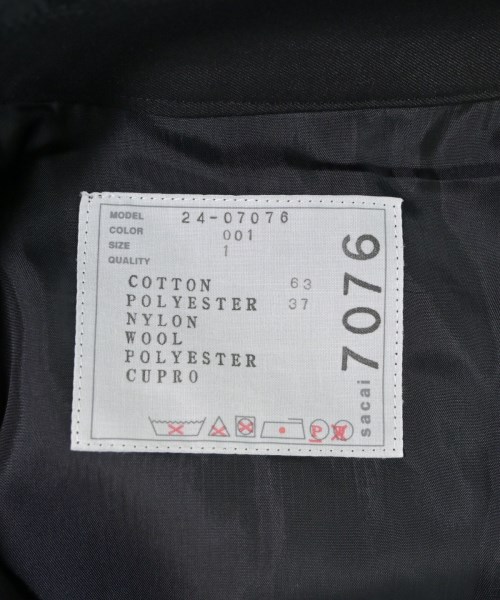 MODEL 24-07076
COLOR 001
SIZE 1
QUALITY
COTTON 63
POLYESTER 37
NYLON
WOOL
POLYESTER
CUPRO
P W
sacai 7076